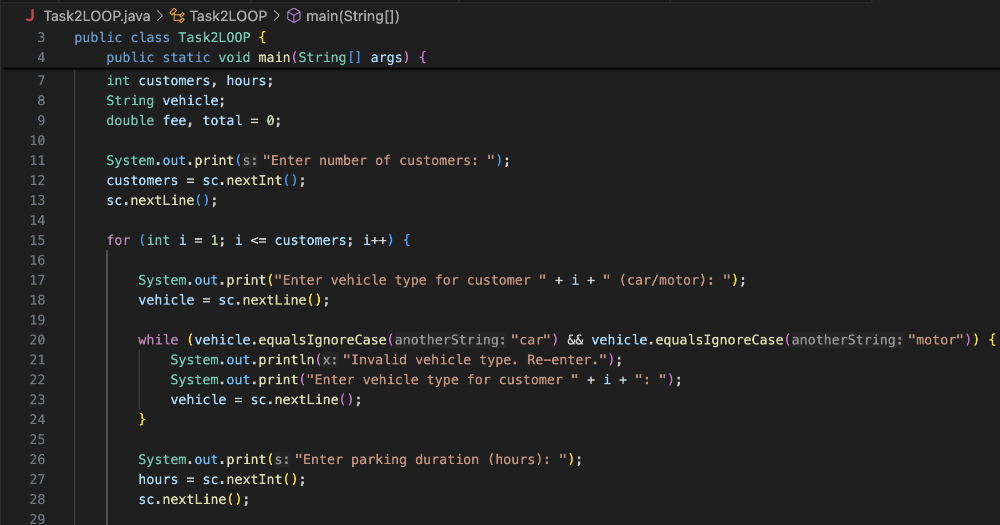 J Task2LOOP.java > Task2LOOP > main(String[])
3 public class Task2LOOP {
4 public static void main(String[] args) {
7 int customers, hours;
8 String vehicle;
9 double fee, total = 0;
10
11 System.out.print(s: "Enter number of customers: ");
12 customers = sc.nextInt();
13 sc.nextLine();
14
15 for (int i = 1; i <= customers; i++) {
16
17 System.out.print("Enter vehicle type for customer " + i + " (car/motor): ");
18 vehicle = sc.nextLine();
19
20 while (vehicle.equalsIgnoreCase(anotherString: "car") && vehicle.equalsIgnoreCase(anotherString: "motor")) {
21 System.out.println(x: "Invalid vehicle type. Re-enter.");
22 System.out.print("Enter vehicle type for customer " + i + ": ");
23 vehicle = sc.nextLine();
24 }
25
26 System.out.print(s: "Enter parking duration (hours): ");
27 hours = sc.nextInt();
28 sc.nextLine();
29